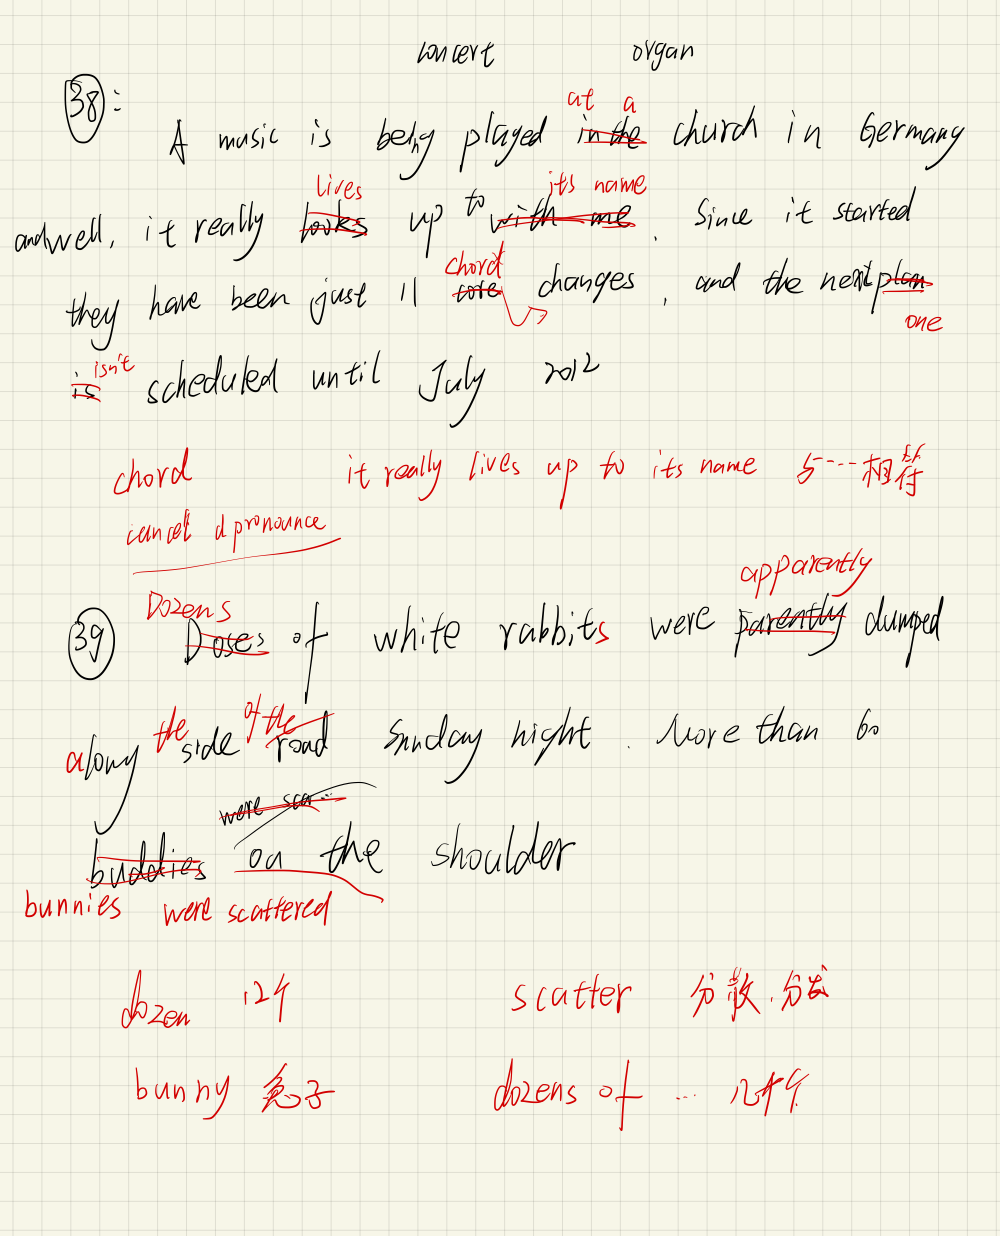 concert organ
38:
at a
A music is being played in the church in Germany
lives its name
and well, it really looks up to with me. Since it started
chord
they have been just 11 core changes, and the next plan
one
is isn't scheduled until July 2012
chord it really lives up to its name 与……相符
pronounce
apparently
Dozens
39 Doses of white rabbits were parently dumped
the of the
along side road Sunday night. More than 60
were scar..
buddies on the shoulder
bunnies were scattered
dozen 12个 scatter 分散、分发
bunny 兔子 dozens of ... 几十个